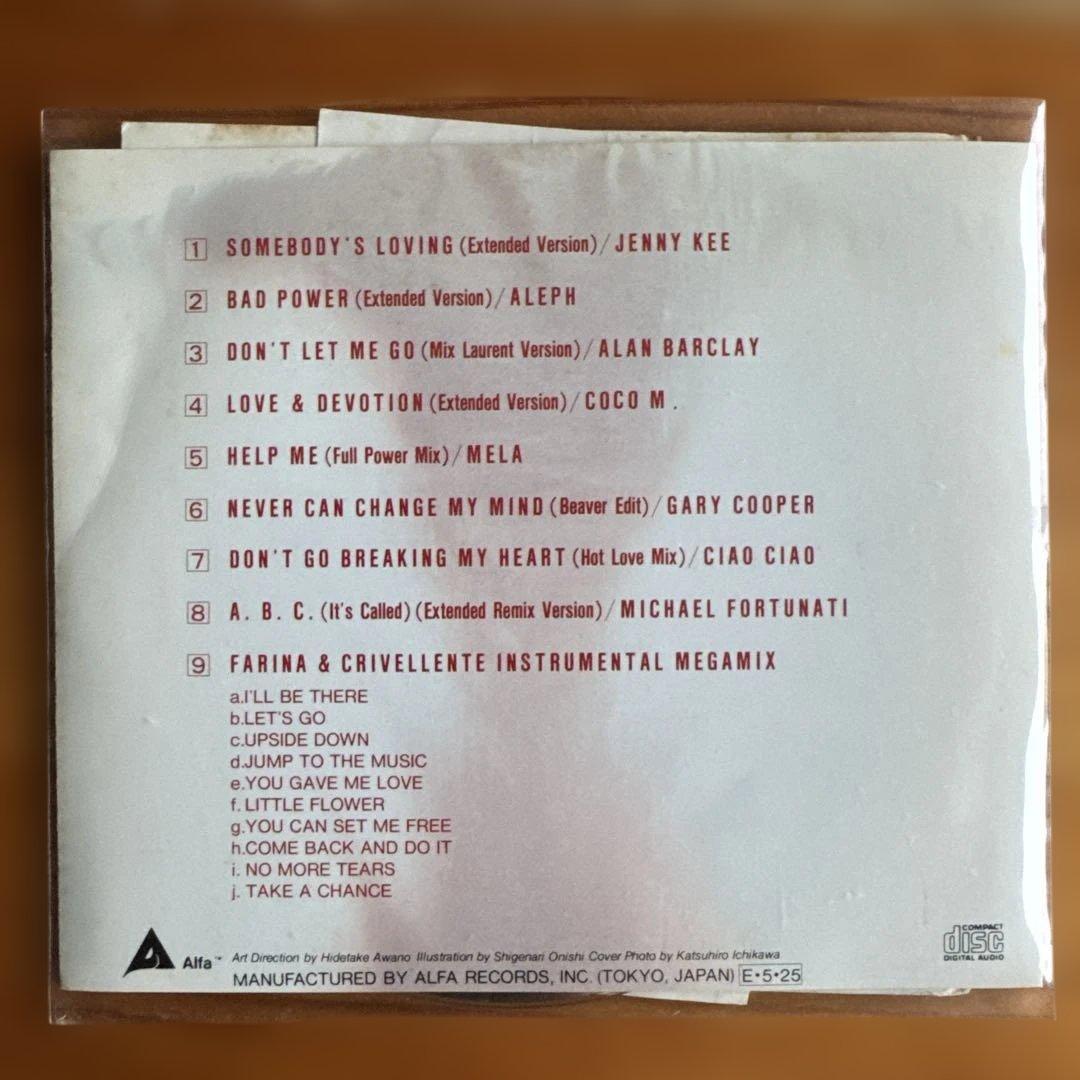 1 SOMEBODY'S LOVING (Extended Version) / JENNY KEE
2 BAD POWER (Extended Version) / ALEPH
3 DON'T LET ME GO (Mix Laurent Version) / ALAN BARCLAY
4 LOVE & DEVOTION (Extended Version) / COCO M.
5 HELP ME (Full Power Mix) / MELA
6 NEVER CAN CHANGE MY MIND (Beaver Edit) / GARY COOPER
7 DON'T GO BREAKING MY HEART (Hot Love Mix) / CIAO CIAO
8 A. B. C. (It's Called) (Extended Remix Version) / MICHAEL FORTUNATI
9 FARINA & CRIVELLENTE INSTRUMENTAL MEGAMIX
a.I'LL BE THERE
b.LET'S GO
c.UPSIDE DOWN
d.JUMP TO THE MUSIC
e.YOU GAVE ME LOVE
f. LITTLE FLOWER
g.YOU CAN SET ME FREE
h.COME BACK AND DO IT
i. NO MORE TEARS
j. TAKE A CHANCE
Alfa™ Art Direction by Hidetake Awano Illustration by Shigenari Onishi Cover Photo by Katsuhiro Ichikawa
MANUFACTURED BY ALFA RECORDS, INC. (TOKYO, JAPAN) E•5•25
COMPACT
disc
DIGITAL AUDIO